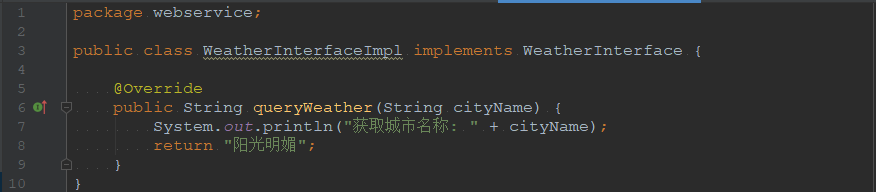 1 package webservice;
2
3 public class WeatherInterfaceImpl implements WeatherInterface {
4
5 @Override
6 public String queryWeather(String cityName) {
7 System.out.println("获取城市名称: " + cityName);
8 return "阳光明媚";
9 }
10 }